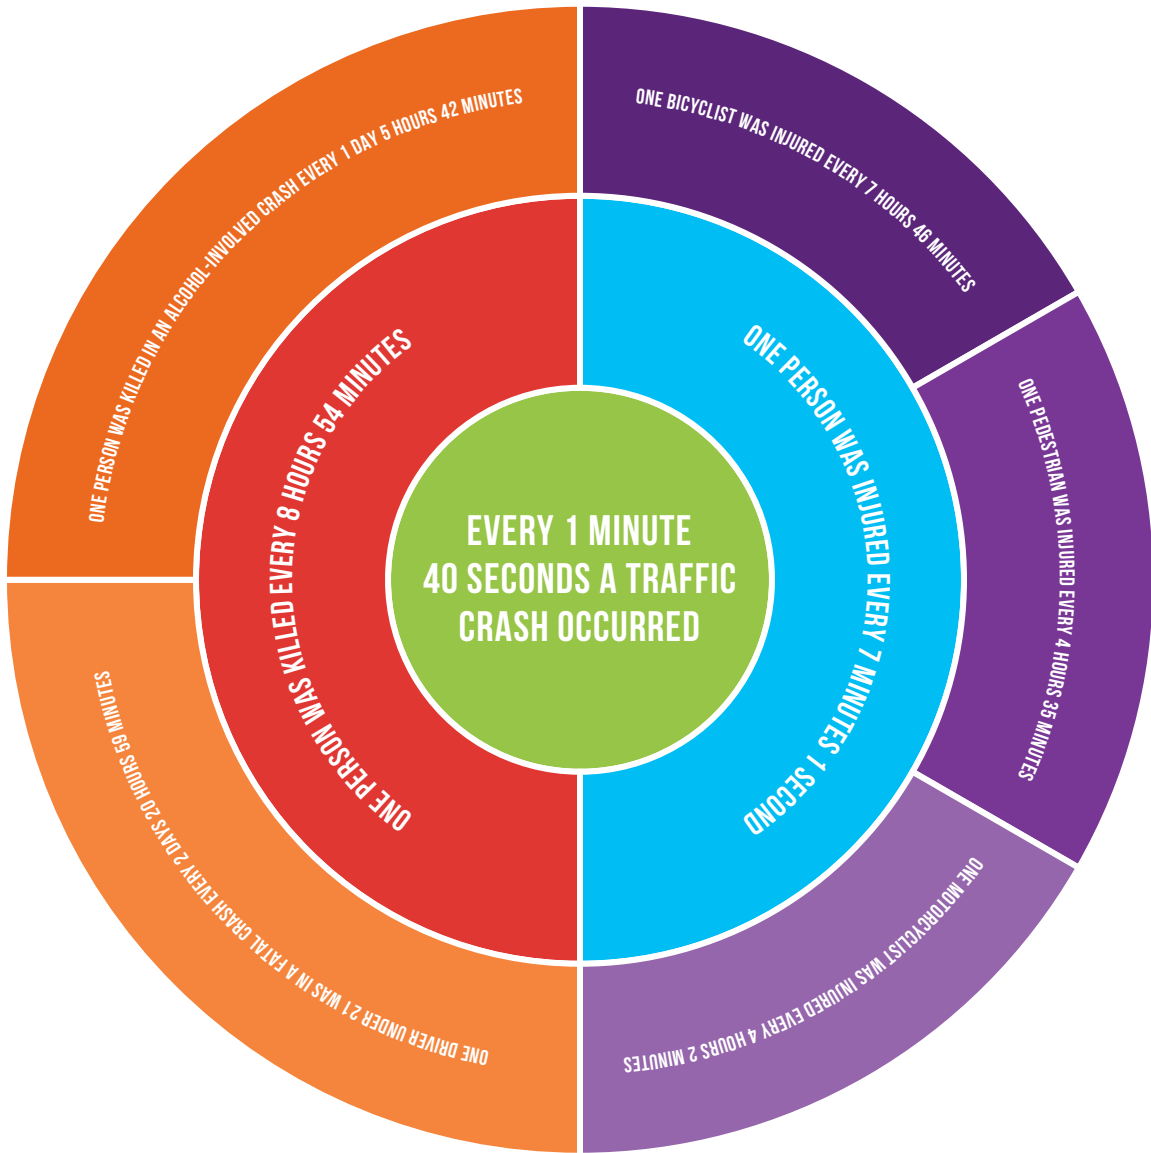 EVERY 1 MINUTE
40 SECONDS A TRAFFIC
CRASH OCCURRED
ONE PERSON WAS KILLED EVERY 8 HOURS 54 MINUTES
ONE PERSON WAS INJURED EVERY 7 MINUTES 1 SECOND
ONE PERSON WAS KILLED IN AN ALCOHOL-INVOLVED CRASH EVERY 1 DAY 5 HOURS 42 MINUTES
ONE DRIVER UNDER 21 WAS IN A FATAL CRASH EVERY 2 DAYS 20 HOURS 59 MINUTES
ONE BICYCLIST WAS INJURED EVERY 7 HOURS 46 MINUTES
ONE PEDESTRIAN WAS INJURED EVERY 4 HOURS 35 MINUTES
ONE MOTORCYCLIST WAS INJURED EVERY 4 HOURS 2 MINUTES